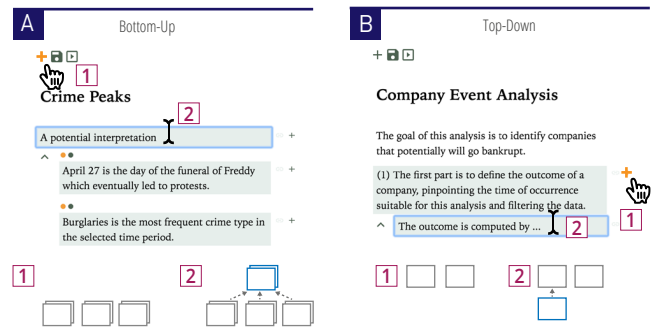 A
Bottom-Up
1
Crime Peaks
2
A potential interpretation
April 27 is the day of the funeral of Freddy
which eventually led to protests.
Burglaries is the most frequent crime type in
the selected time period.
1
2
B
Top-Down
Company Event Analysis
The goal of this analysis is to identify companies
that potentially will go bankrupt.
(1) The first part is to define the outcome of a
company, pinpointing the time of occurrence
suitable for this analysis and filtering the data.
1
The outcome is computed by ...
2
1
2